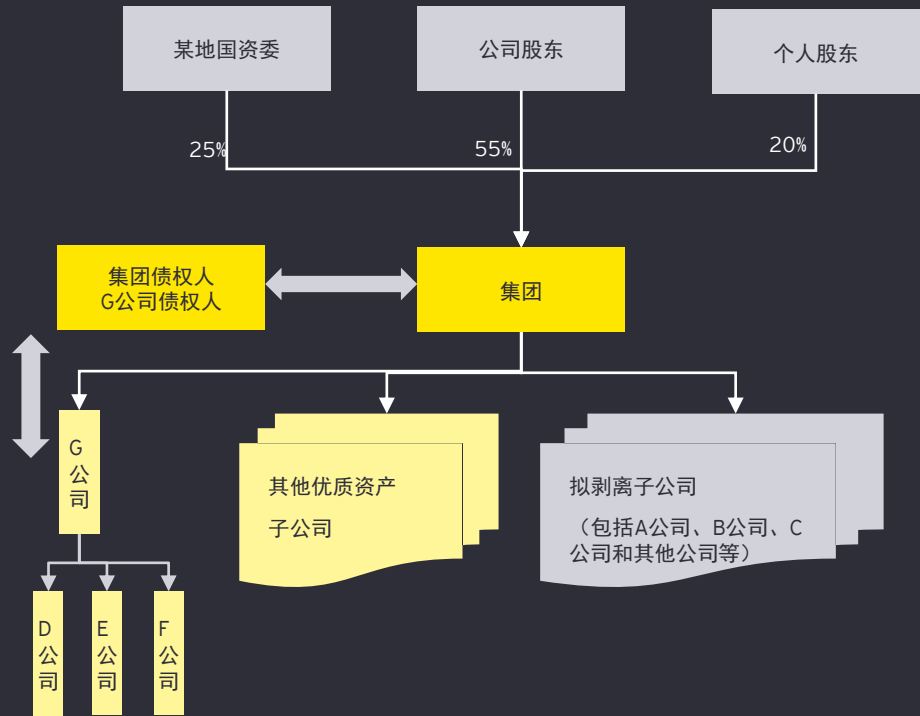 某地国资委
公司股东
个人股东
25%
55%
20%
集团债权人
G公司债权人
集团
G
公
司
其他优质资产
子公司
拟剥离子公司
（包括A公司、B公司、C
公司和其他公司等）
D
公
司
E
公
司
F
公
司